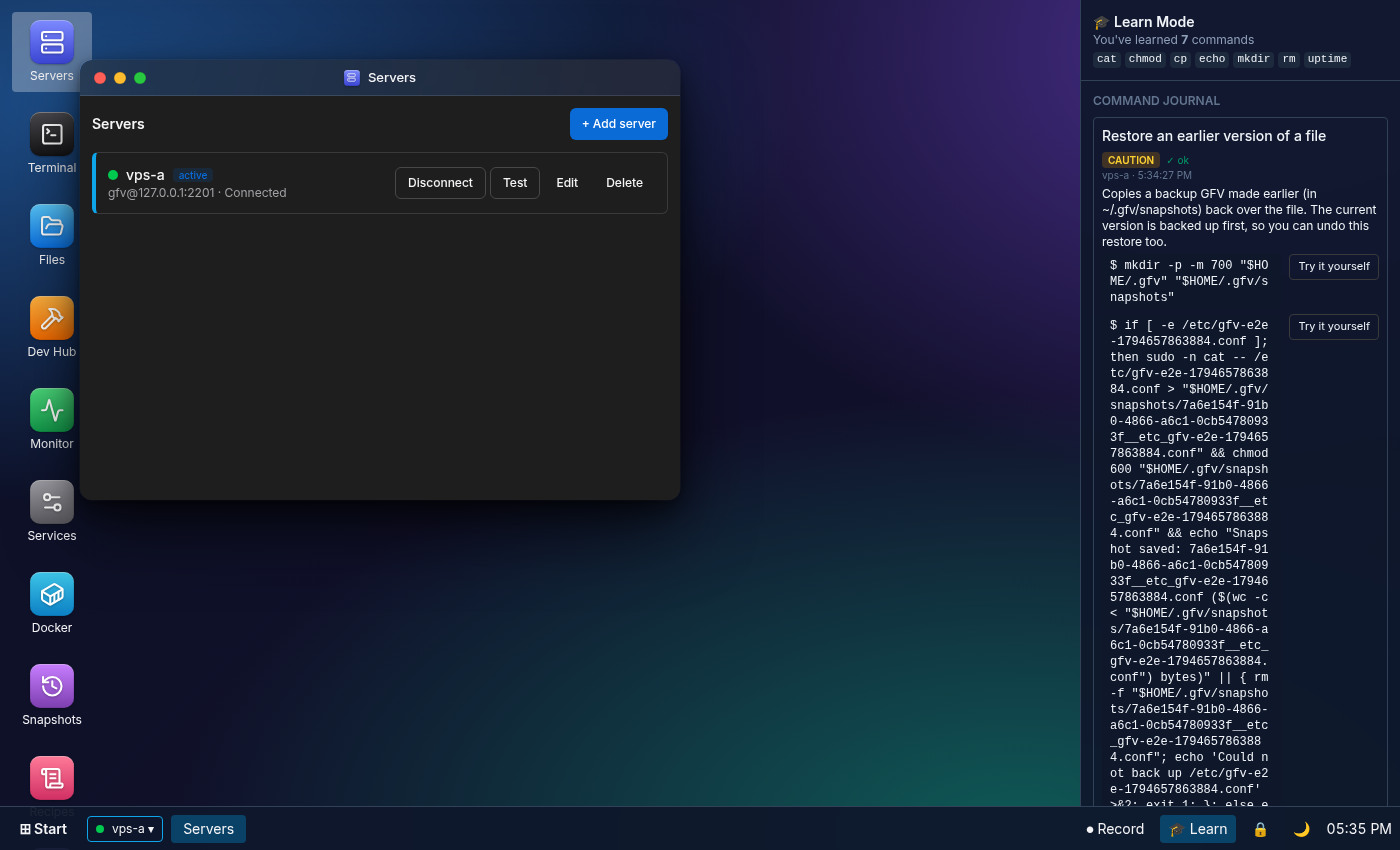 Servers
Terminal
Files
Dev Hub
Monitor
Services
Docker
Snapshots
Recipes
Servers
Servers
+ Add server
vps-a active
gfv@127.0.0.1:2201 · Connected
Disconnect
Test
Edit
Delete
🎓 Learn Mode
You've learned 7 commands
cat chmod cp echo mkdir rm uptime
COMMAND JOURNAL
Restore an earlier version of a file
CAUTION ✓ ok
vps-a · 5:34:27 PM
Copies a backup GFV made earlier (in
~/.gfv/snapshots) back over the file. The current
version is backed up first, so you can undo this
restore too.
$ mkdir -p -m 700 "$HO
ME/.gfv" "$HOME/.gfv/s
napshots"
Try it yourself
$ if [ -e /etc/gfv-e2e
-1794657863884.conf ];
then sudo -n cat -- /e
tc/gfv-e2e-17946578638
84.conf > "$HOME/.gfv/
snapshots/7a6e154f-91b
0-4866-a6c1-0cb5478093
3f__etc_gfv-e2e-179465
7863884.conf" && chmod
600 "$HOME/.gfv/snapsh
ots/7a6e154f-91b0-4866
-a6c1-0cb54780933f__et
c_gfv-e2e-179465786388
4.conf" && echo "Snaps
hot saved: 7a6e154f-91
b0-4866-a6c1-0cb547809
33f__etc_gfv-e2e-17946
57863884.conf ($(wc -c
< "$HOME/.gfv/snapshot
s/7a6e154f-91b0-4866-a
6c1-0cb54780933f__etc_
gfv-e2e-1794657863884.
conf") bytes)" || { rm
-f "$HOME/.gfv/snapsho
ts/7a6e154f-91b0-4866-
a6c1-0cb54780933f__etc
_gfv-e2e-179465786388
4.conf"; echo 'Could n
ot back up /etc/gfv-e2
e-1794657863884.conf'
>&2; exit 1; }; else e
Try it yourself
Start
vps-a ▾
Servers
● Record
🎓 Learn
05:35 PM